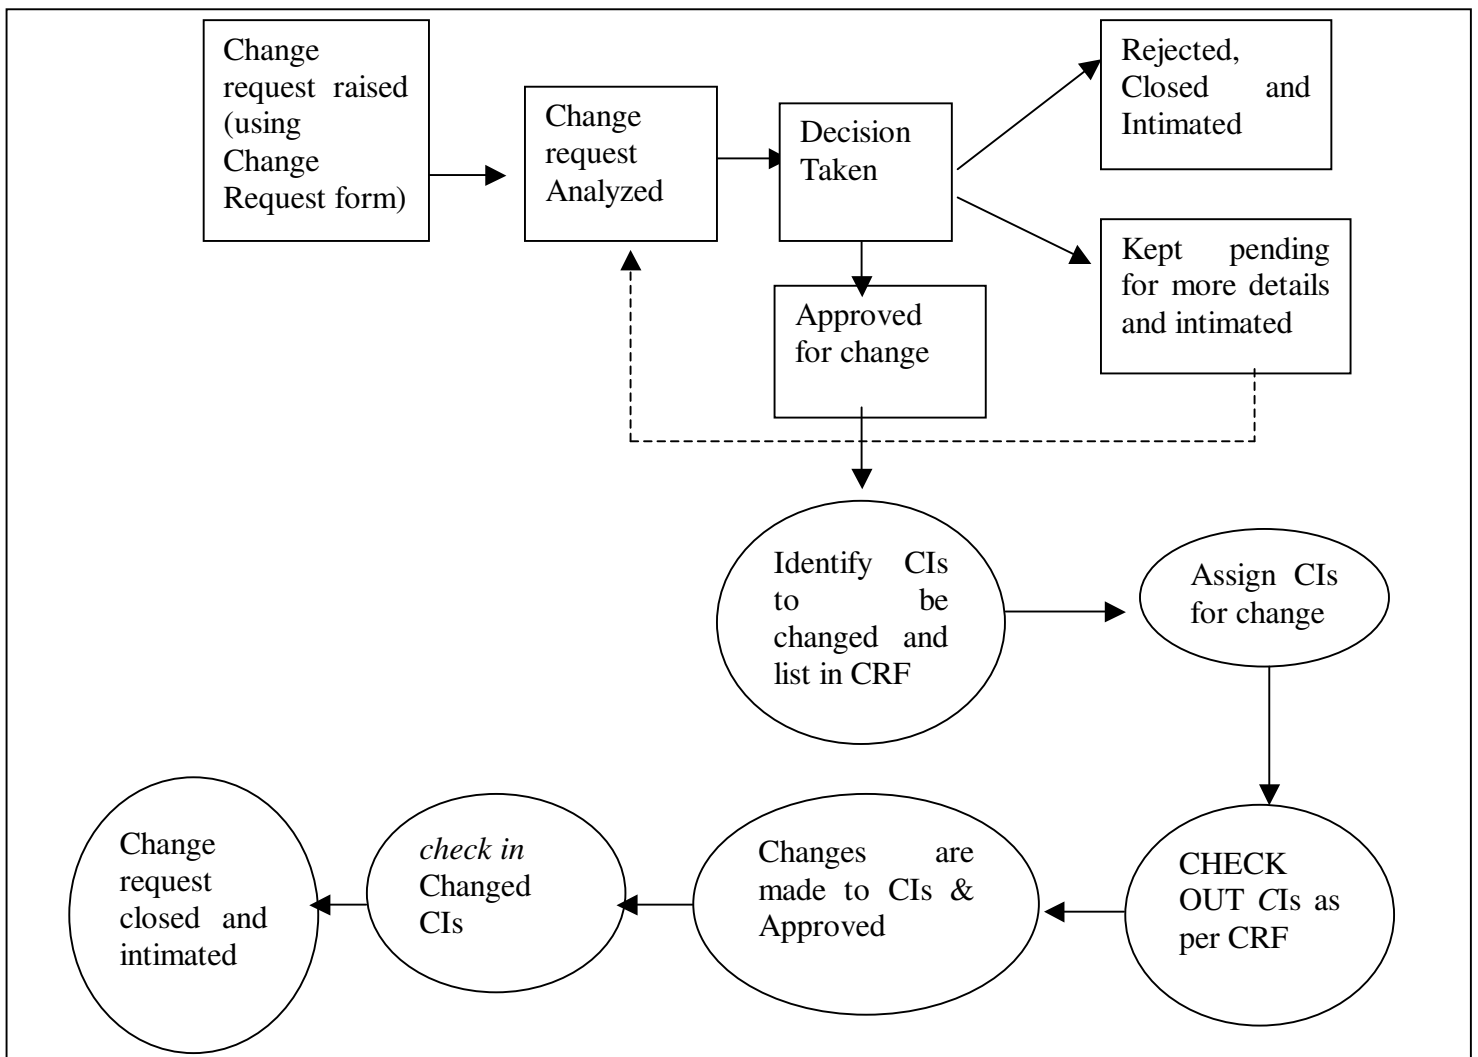 Change
request raised
(using
Change
Request form)
Change
request
Analyzed
Decision
Taken
Rejected,
Closed and
Intimated
Kept pending
for more details
and intimated
Approved
for change
Identify CIs
to be
changed and
list in CRF
Assign CIs
for change
CHECK
OUT CIs as
per CRF
Changes are
made to CIs &
Approved
check in
Changed
CIs
Change
request
closed and
intimated